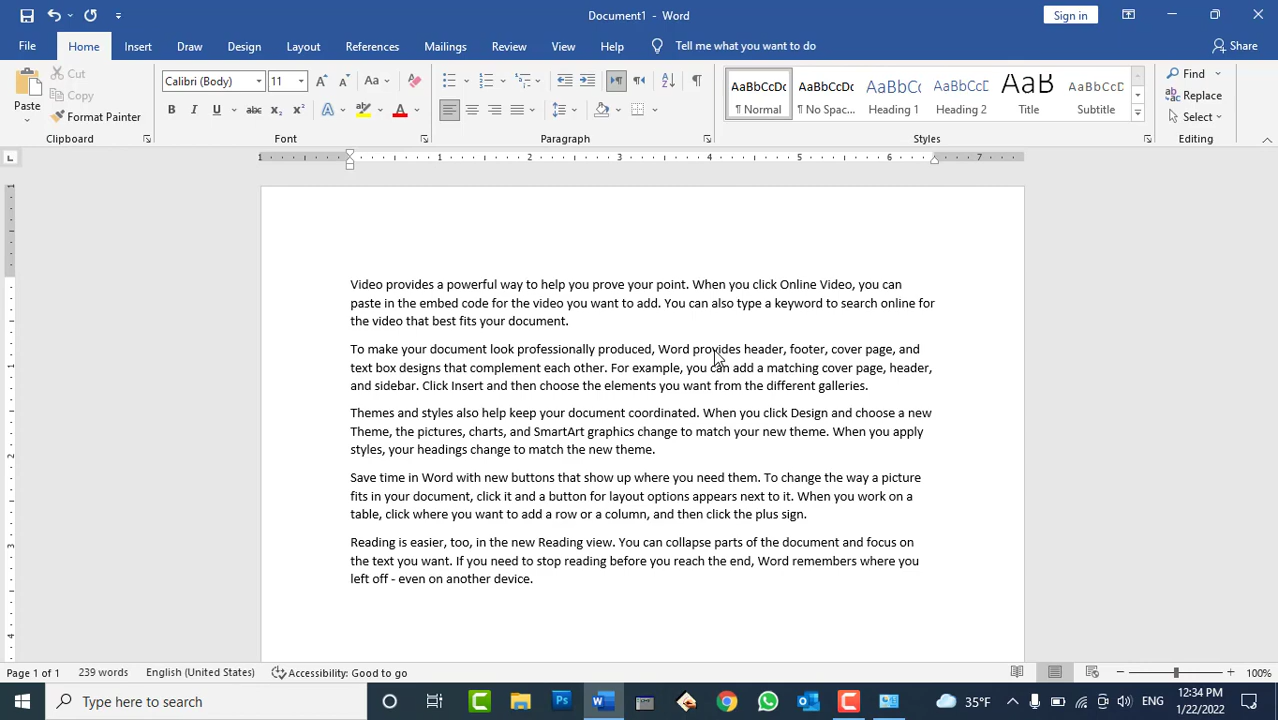 Document1 - Word
Sign in
File Home Insert Draw Design Layout References Mailings Review View Help Tell me what you want to do Share
Paste
Cut
Copy
Format Painter
Clipboard
Calibri (Body) 11
Font
Paragraph
AaBbCcDc AaBbCcDc AaBbCc AaBbCcD AaB AaBbCcD
¶ Normal ¶ No Spac... Heading 1 Heading 2 Title Subtitle
Styles
Find
Replace
Select
Editing
1 1 2 3 4 5 6 7
Video provides a powerful way to help you prove your point. When you click Online Video, you can
paste in the embed code for the video you want to add. You can also type a keyword to search online for
the video that best fits your document.
To make your document look professionally produced, Word provides header, footer, cover page, and
text box designs that complement each other. For example, you can add a matching cover page, header,
and sidebar. Click Insert and then choose the elements you want from the different galleries.
Themes and styles also help keep your document coordinated. When you click Design and choose a new
Theme, the pictures, charts, and SmartArt graphics change to match your new theme. When you apply
styles, your headings change to match the new theme.
Save time in Word with new buttons that show up where you need them. To change the way a picture
fits in your document, click it and a button for layout options appears next to it. When you work on a
table, click where you want to add a row or a column, and then click the plus sign.
Reading is easier, too, in the new Reading view. You can collapse parts of the document and focus on
the text you want. If you need to stop reading before you reach the end, Word remembers where you
left off - even on another device.
Page 1 of 1 239 words English (United States) Accessibility: Good to go 100%
Type here to search
35°F
ENG
12:34 PM
1/22/2022